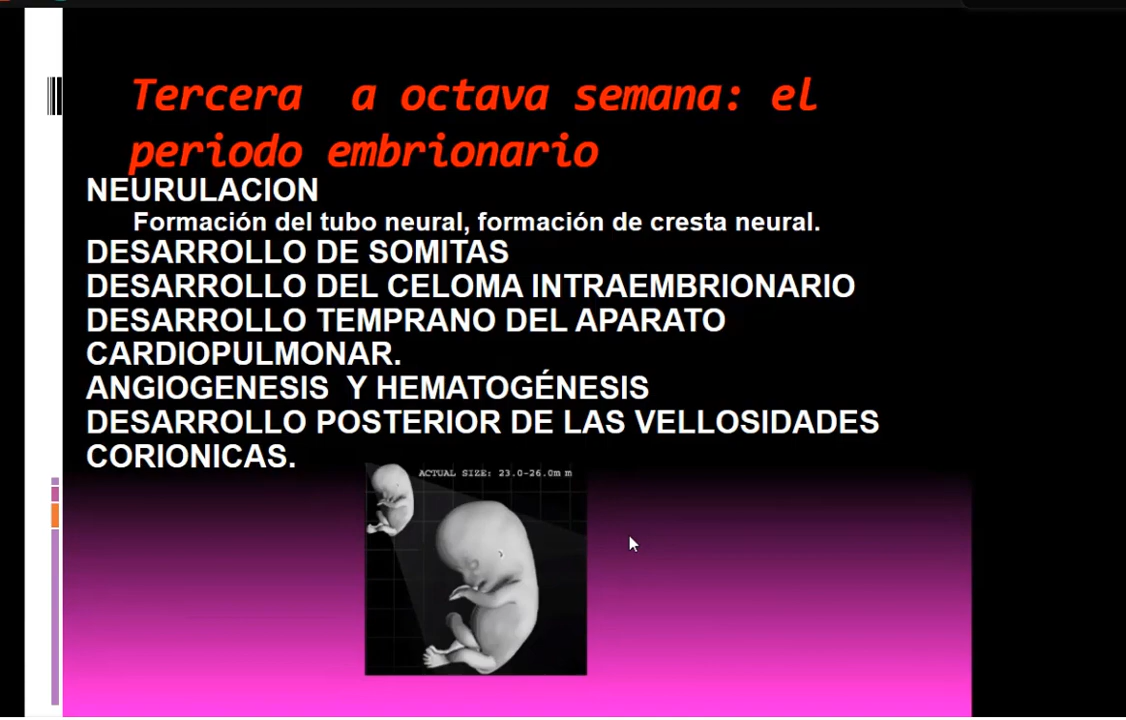 Tercera a octava semana: el
periodo embrionario
NEURULACION
Formación del tubo neural, formación de cresta neural.
DESARROLLO DE SOMITAS
DESARROLLO DEL CELOMA INTRAEMBRIONARIO
DESARROLLO TEMPRANO DEL APARATO
CARDIOPULMONAR.
ANGIOGENESIS Y HEMATOGÉNESIS
DESARROLLO POSTERIOR DE LAS VELLOSIDADES
CORIONICAS.
ACTUAL SIZE: 23.0-26.0m m